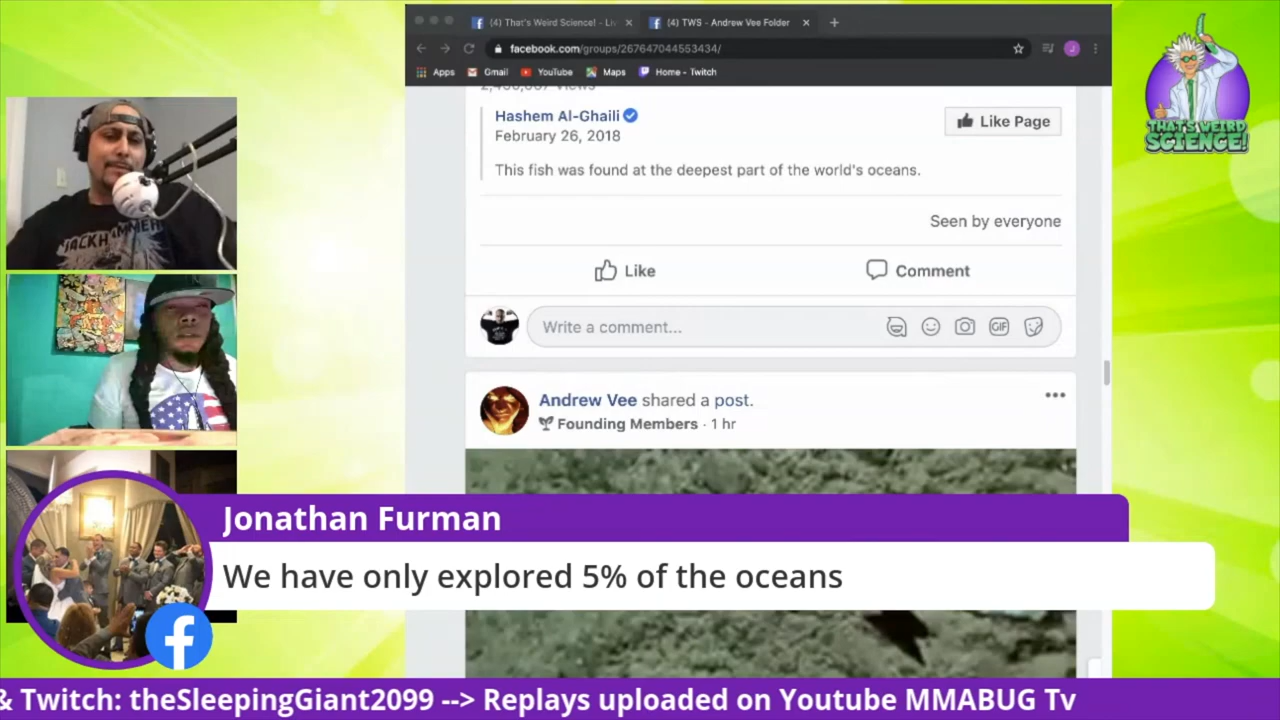 (4) That's Weird Science! - Liv
(4) TWS - Andrew Vee Folder
facebook.com/groups/267647044553434/
Apps
Gmail
YouTube
Maps
Home - Twitch
Hashem Al-Ghaili
February 26, 2018
Like Page
This fish was found at the deepest part of the world's oceans.
Seen by everyone
Like
Comment
Write a comment...
GIF
Andrew Vee shared a post.
Founding Members · 1 hr
THAT'S WEIRD
SCIENCE!
JACKHAMMER
Jonathan Furman
We have only explored 5% of the oceans
& Twitch: theSleepingGiant2099 --> Replays uploaded on Youtube MMABUG Tv